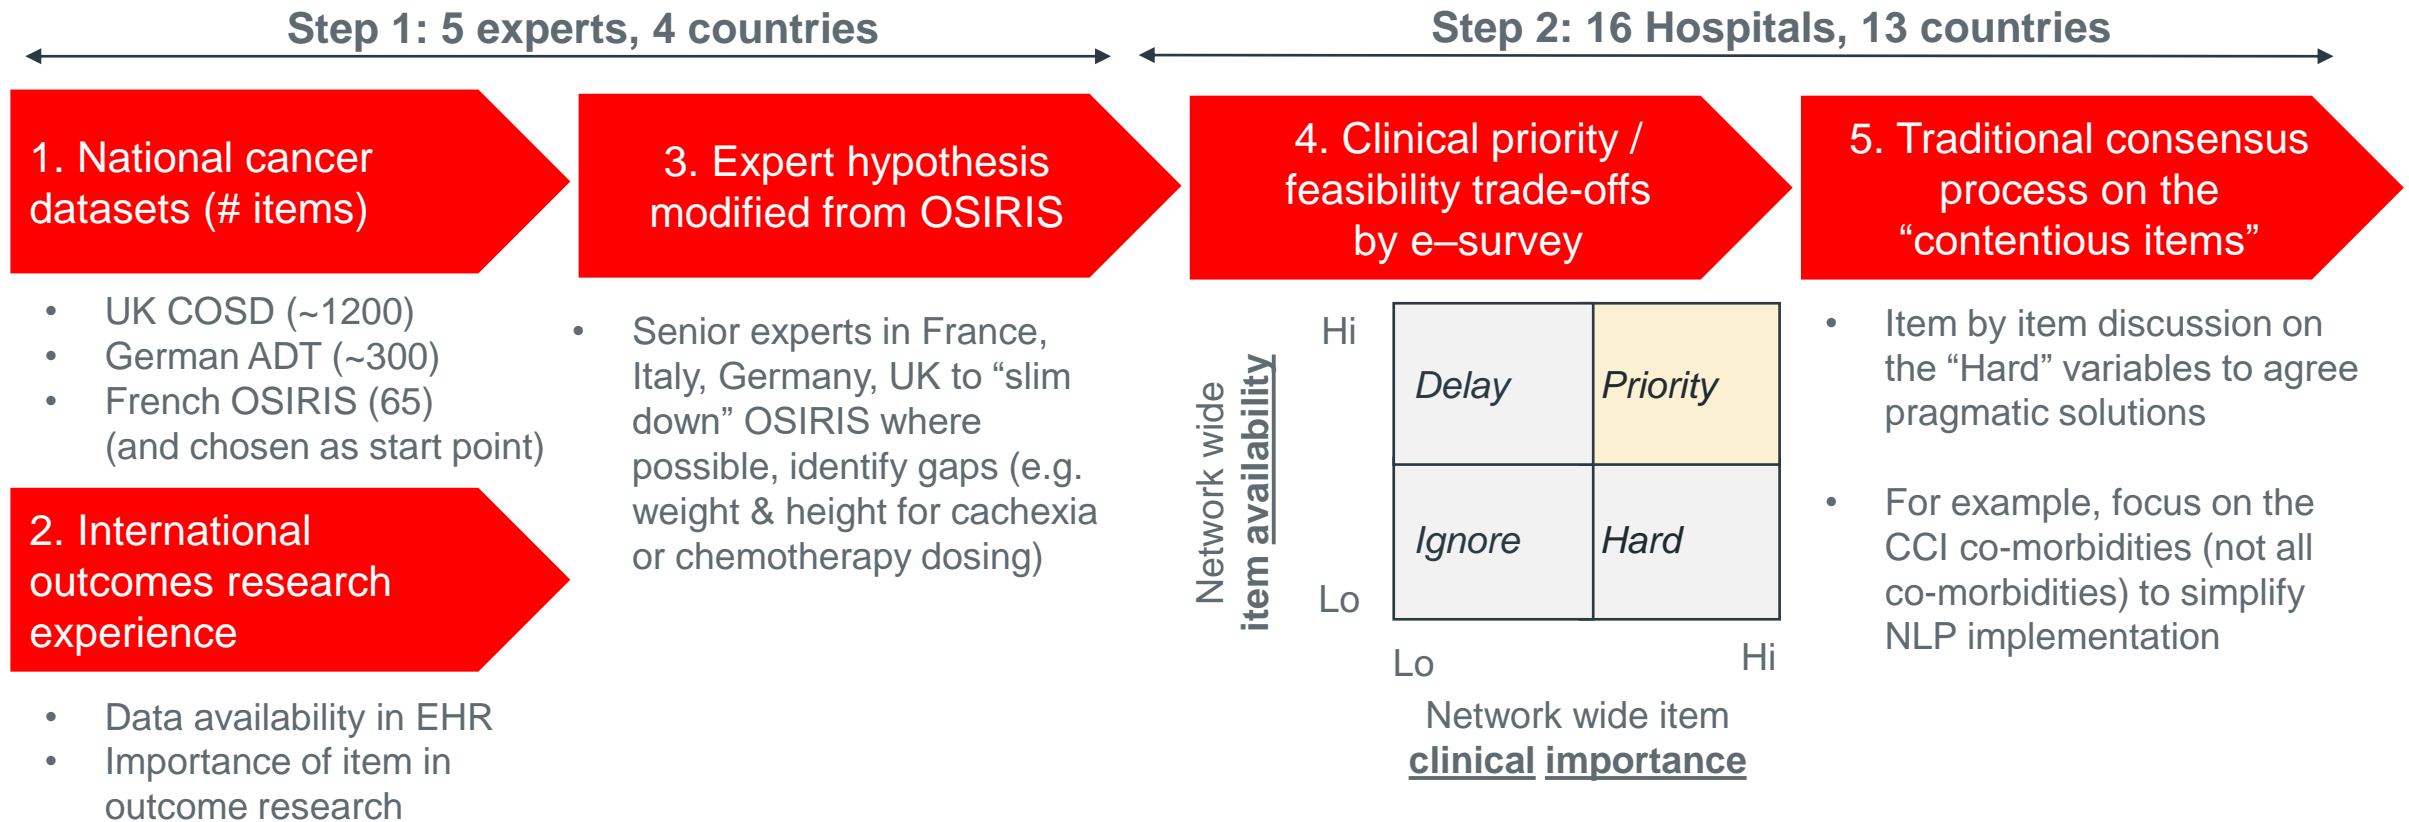 Step 1: 5 experts, 4 countries
Step 2: 16 Hospitals, 13 countries
1. National cancer
datasets (# items)
• UK COSD (~1200)
• German ADT (~300)
• French OSIRIS (65)
(and chosen as start point)
2. International
outcomes research
experience
• Data availability in EHR
• Importance of item in
outcome research
3. Expert hypothesis
modified from OSIRIS
• Senior experts in France,
Italy, Germany, UK to “slim
down” OSIRIS where
possible, identify gaps (e.g.
weight & height for cachexia
or chemotherapy dosing)
4. Clinical priority /
feasibility trade-offs
by e–survey
Network wide
item availability
Hi
Lo
Delay
Priority
Ignore
Hard
Lo
Hi
Network wide item
clinical importance
5. Traditional consensus
process on the
“contentious items”
• Item by item discussion on
the “Hard” variables to agree
pragmatic solutions
• For example, focus on the
CCI co-morbidities (not all
co-morbidities) to simplify
NLP implementation